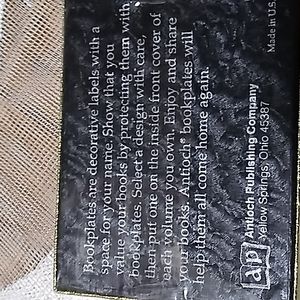 Bookplates are decorative labels with a
space for your name. Show that you
value your books by protecting them with
bookplates. Select a design with care,
then put one on the inside front cover of
each volume you own. Enjoy and share
your books. Antioch® bookplates will
help them all come home again.
ap
Antioch Publishing Company
Yellow Springs, Ohio 45387
Made in U.S.